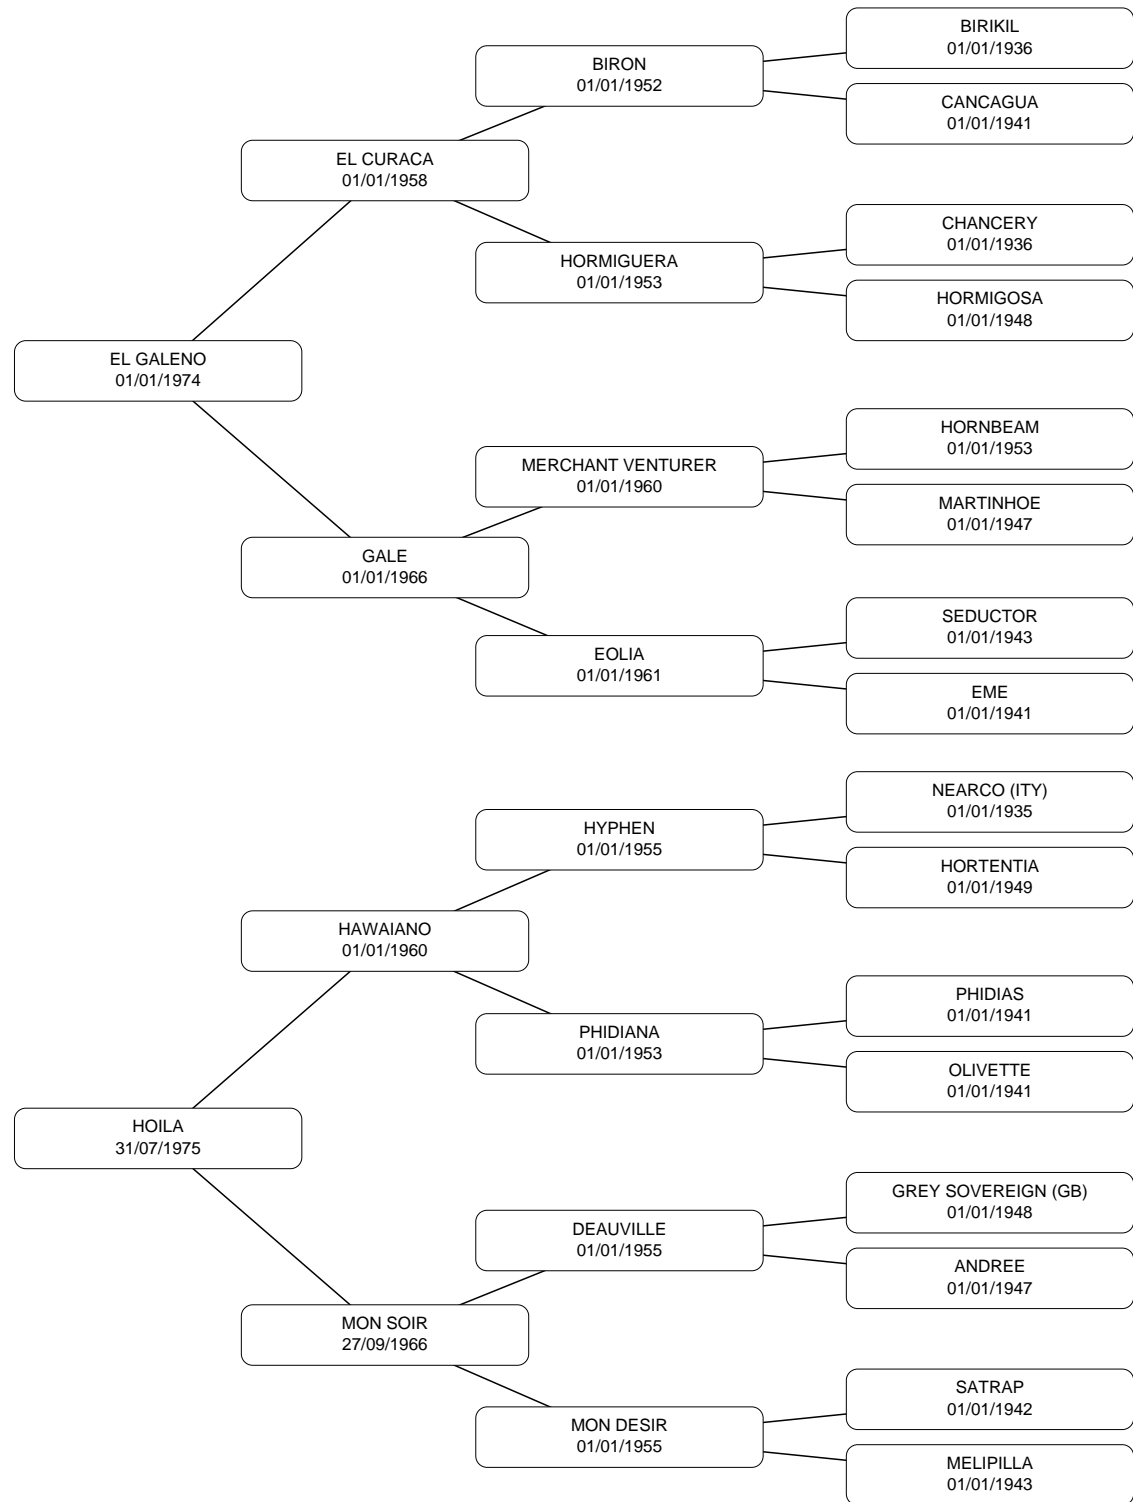 BIRIKIL
01/01/1936
BIRON
01/01/1952
CANCAGUA
01/01/1941
EL CURACA
01/01/1958
CHANCERY
01/01/1936
HORMIGUERA
01/01/1953
HORMIGOSA
01/01/1948
EL GALENO
01/01/1974
HORNBEAM
01/01/1953
MERCHANT VENTURER
01/01/1960
MARTINHOE
01/01/1947
GALE
01/01/1966
SEDUCTOR
01/01/1943
EOLIA
01/01/1961
EME
01/01/1941
NEARCO (ITY)
01/01/1935
HYPHEN
01/01/1955
HORTENTIA
01/01/1949
HAWAIANO
01/01/1960
PHIDIAS
01/01/1941
PHIDIANA
01/01/1953
OLIVETTE
01/01/1941
HOILA
31/07/1975
GREY SOVEREIGN (GB)
01/01/1948
DEAUVILLE
01/01/1955
ANDREE
01/01/1947
MON SOIR
27/09/1966
SATRAP
01/01/1942
MON DESIR
01/01/1955
MELIPILLA
01/01/1943